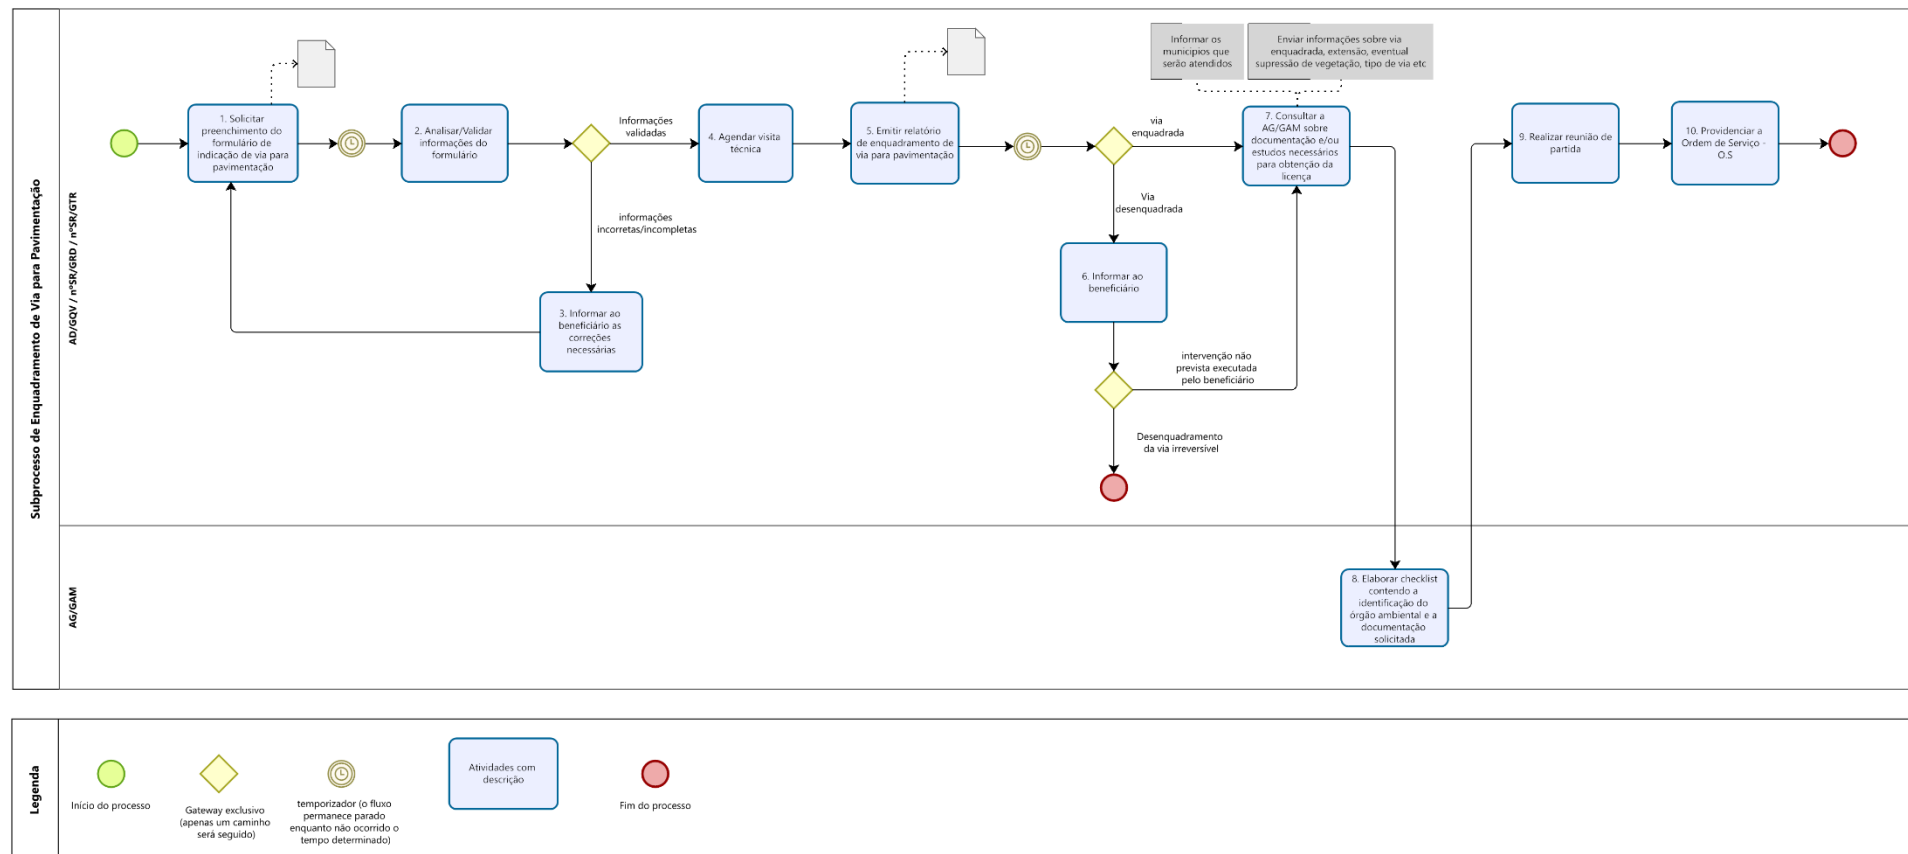 Subprocesso de Enquadramento de Via para Pavimentação
AD/GQV / nºSR/GRD / nºSR/GTR
1. Solicitar
preenchimento do
formulário de
indicação de via para
pavimentação
2. Analisar/Validar
informações do
formulário
Informações
validadas
informações
incorretas/incompletas
3. Informar ao
beneficiário as
correções
necessárias
4. Agendar visita
técnica
5. Emitir relatório
de enquadramento de
via para pavimentação
via
enquadrada
Via
desenquadrada
6. Informar ao
beneficiário
intervenção não
prevista executada
pelo beneficiário
Desenquadramento
da via irreversível
Informar os
municipios que
serão atendidos
Enviar informações sobre via
enquadrada, extensão, eventual
supressão de vegetação, tipo de via etc
7. Consultar a
AG/GAM sobre
documentação e/ou
estudos necessários
para obtenção da
licença
9. Realizar reunião de
partida
10. Providenciar a
Ordem de Serviço -
O.S
AG/GAM
8. Elaborar checklist
contendo a
identificação do
órgão ambiental e a
documentação
solicitada
Legenda
Início do processo
Gateway exclusivo
(apenas um caminho
será seguido)
temporizador (o fluxo
permanece parado
enquanto não ocorrido o
tempo determinado)
Atividades com
descrição
Fim do processo